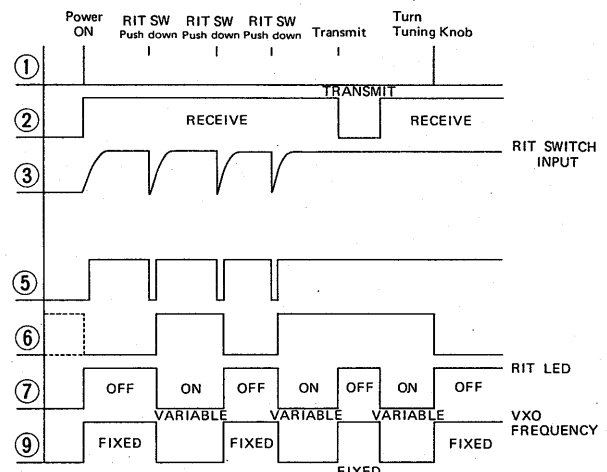 Power
ON
RIT SW
Push down
RIT SW
Push down
RIT SW
Push down
Transmit
Turn
Tuning Knob
①
TRANSMIT
②
RECEIVE
RECEIVE
RIT SWITCH
INPUT
③
⑤
⑥
RIT LED
⑦
OFF
ON
OFF
ON
OFF
ON
OFF
VARIABLE
VARIABLE
VARIABLE
VXO
FREQUENCY
⑨
FIXED
FIXED
FIXED
FIXED